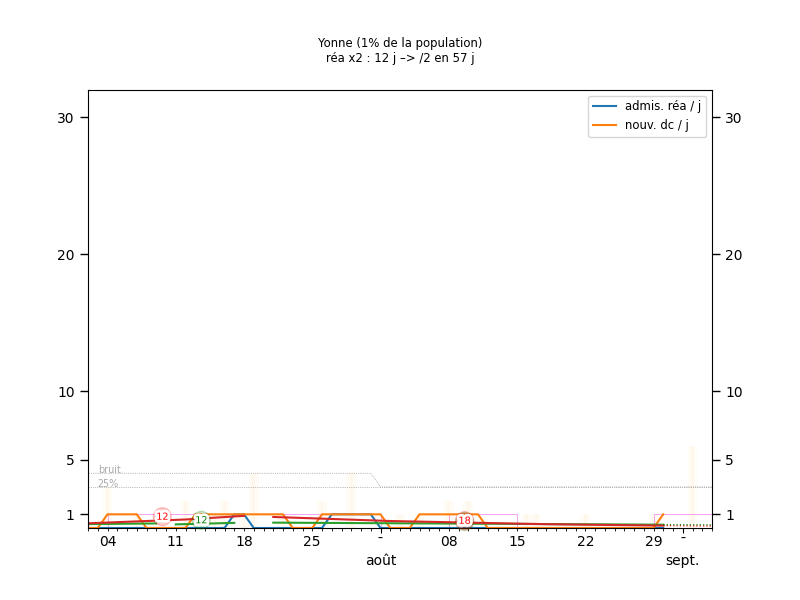 Yonne (1% de la population)
réa x2 : 12 j –> /2 en 57 j
admis. réa / j
nouv. dc / j
30 30
20 20
10 10
5 5
1 1
bruit
25%
12 12 18
04 11 18 25 - 08 15 22 29 -
août sept.